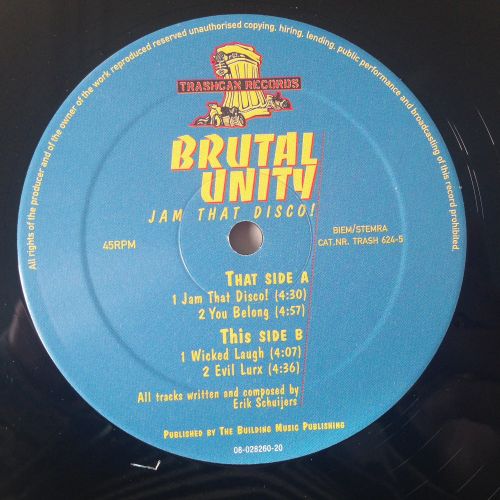 All rights of the producer and of the owner of the work reproduced reserved unauthorised copying, hiring, lending, public performance and broadcasting of this record prohibited.
TRASHCAN RECORDS
BRUTAL
UNITY
JAM THAT DISCO!
45RPM
BIEM/STEMRA
CAT.NR. TRASH 624-5
THAT SIDE A
1 Jam That Disco! (4:30)
2 You Belong (4:57)
THIS SIDE B
1 Wicked Laugh (4:07)
2 Evil Lurx (4:36)
All tracks written and composed by
Erik Schuijers
PUBLISHED BY THE BUILDING MUSIC PUBLISHING
06-028260-20